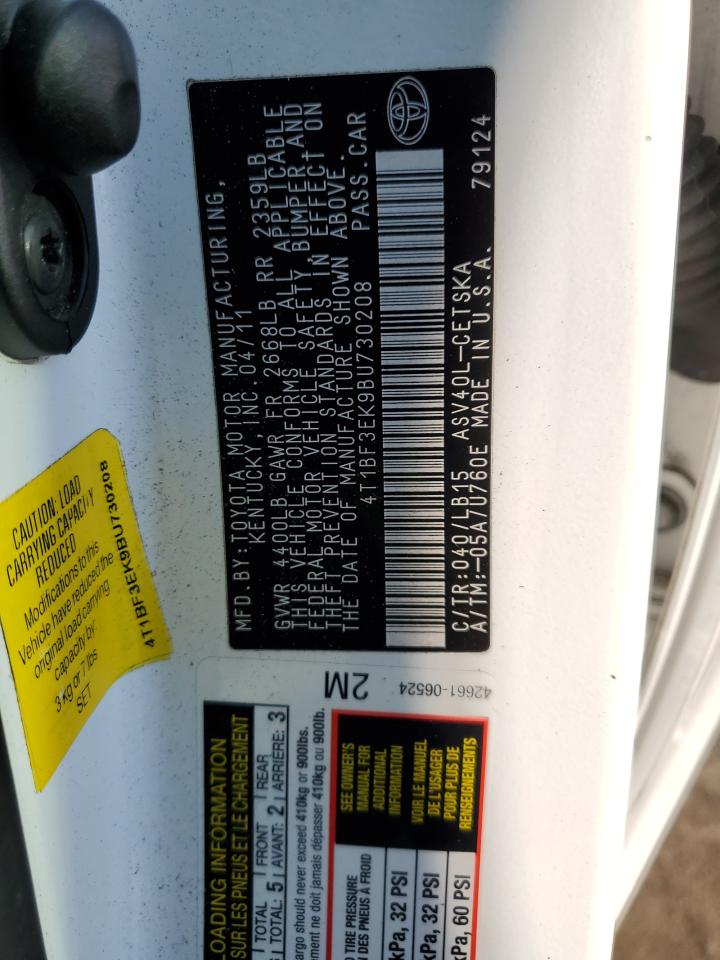 MFD. BY: TOYOTA MOTOR MANUFACTURING,
KENTUCKY, INC. 04/11
GVWR 4400LB GAWR FR 2668LB RR 2359LB
THIS VEHICLE CONFORMS TO ALL APPLICABLE
FEDERAL MOTOR VEHICLE SAFETY, BUMPER AND
THEFT PREVENTION STANDARDS IN EFFECT ON
THE DATE OF MANUFACTURE SHOWN ABOVE.
4T1BF3EK9BU730208 PASS. CAR
C/TR:040/LB15 ASV40L-CETSKA
A/TM:-05A/U760E MADE IN U.S.A. 79124
CAUTION: LOAD
CARRYING CAPACITY
REDUCED
Modifications to this
Vehicle have reduced the
original load carrying
capacity by:
3 kg or 7 lbs
SET
4T1BF3EK9BU730208
2M
42661-06524
LOADING INFORMATION
SUR LES PNEUS ET LE CHARGEMENT
TOTAL FRONT REAR
TOTAL: 5 AVANT: 2 ARRIÈRE: 3
cargo should never exceed 410kg or 900lbs.
ne doit jamais dépasser 410kg ou 900lb.
SEE OWNER'S
MANUAL FOR
ADDITIONAL
INFORMATION
VOIR LE MANUEL
DE L'USAGER
POUR PLUS DE
RENSEIGNEMENTS
TIRE PRESSURE
DES PNEUS À FROID
kPa, 32 PSI
kPa, 32 PSI
kPa, 60 PSI